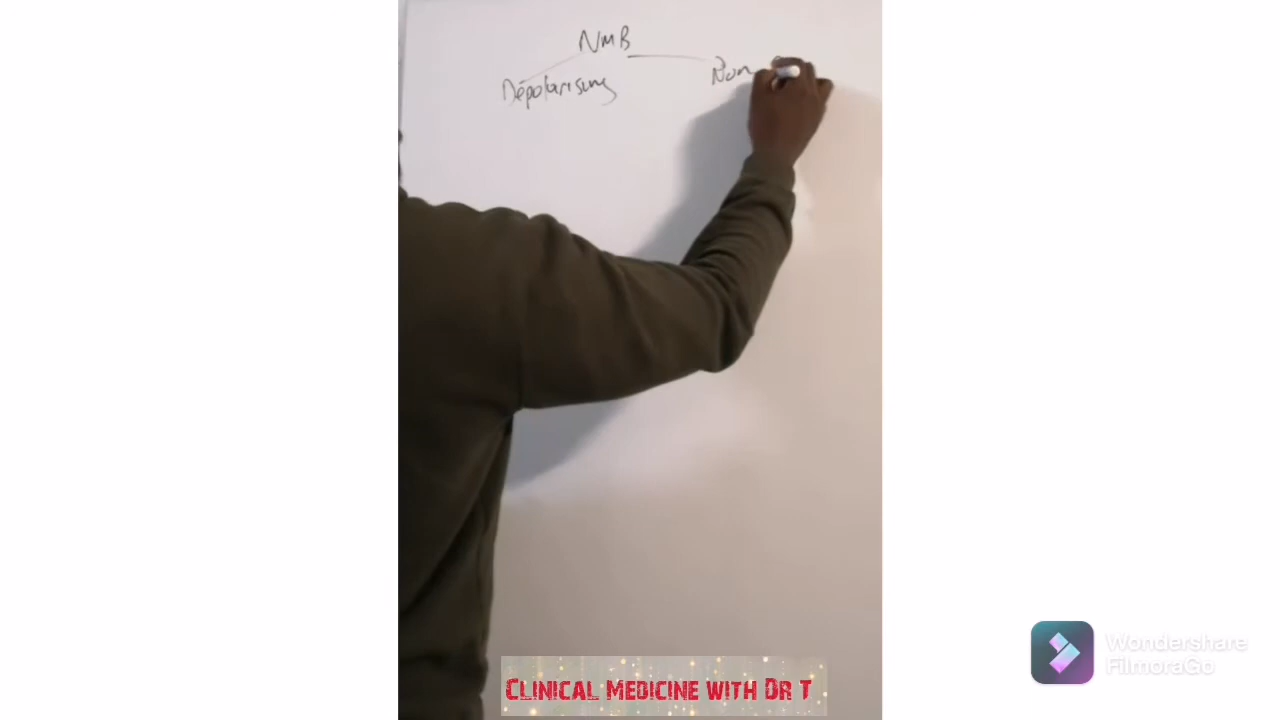 NMB
Depolarising
Non
CLINICAL MEDICINE WITH DR T
Wondershare
FilmoraGo